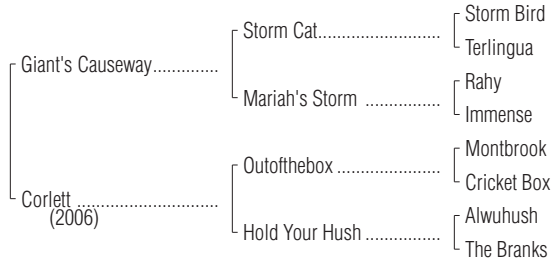 Storm Bird
Storm Cat..........................
Terlingua
Giant's Causeway..............
Rahy
Mariah's Storm ................
Immense
Montbrook
Outofthebox ......................
Cricket Box
Corlett ..............................
(2006)
Alwuhush
Hold Your Hush ................
The Branks